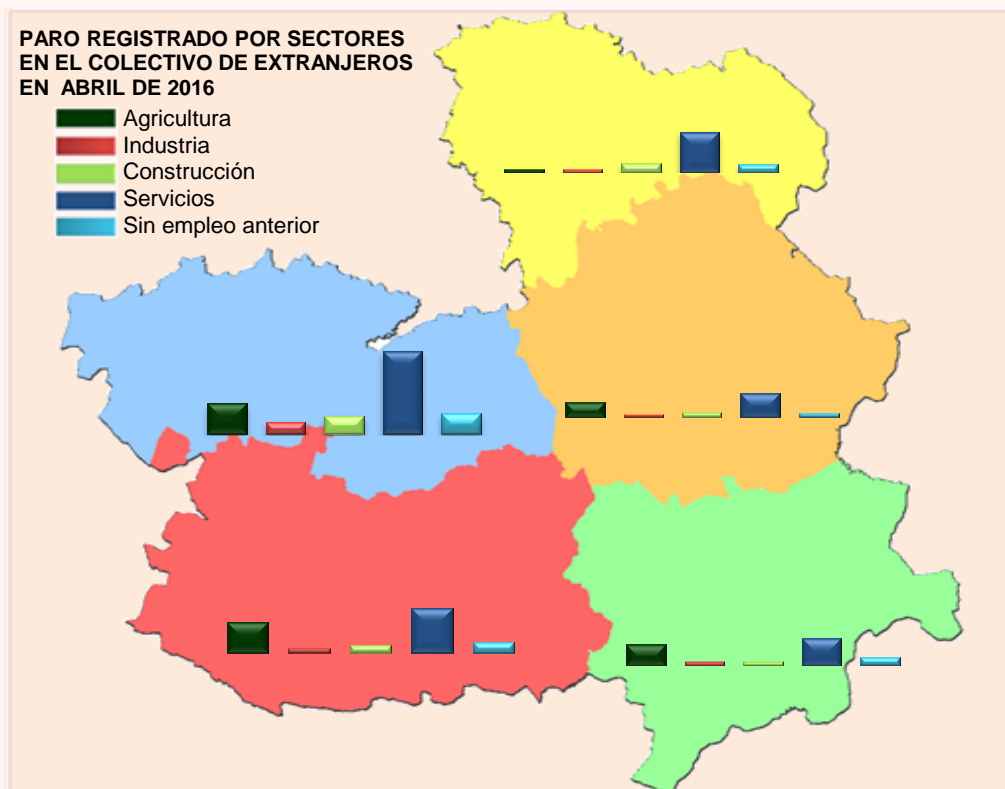 PARO REGISTRADO POR SECTORES
EN EL COLECTIVO DE EXTRANJEROS
EN ABRIL DE 2016
Agricultura
Industria
Construcción
Servicios
Sin empleo anterior